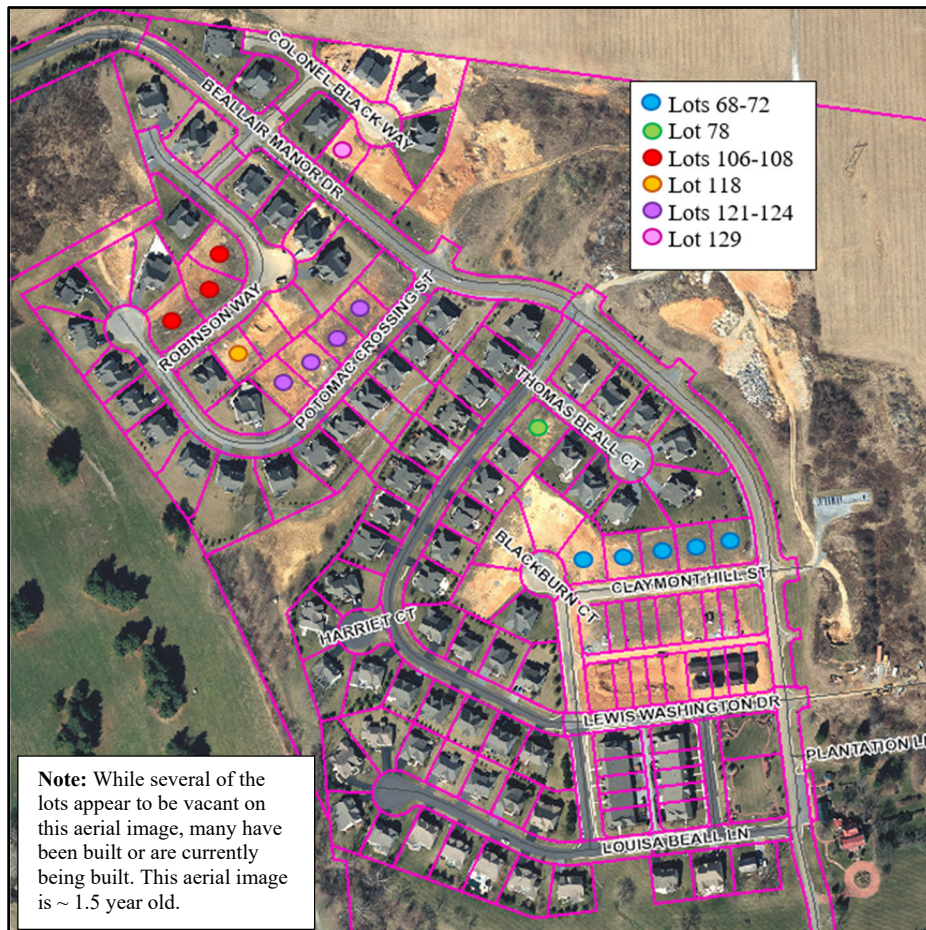 COLONEL BLACK WAY
BEALLAIR MANOR DR
Lots 68-72
Lot 78
Lots 106-108
Lot 118
Lots 121-124
Lot 129
ROBINSON WAY
POTOMAC CROSSING ST
THOMAS BEALL CT
BLACKBURN CT
CLAYMONT HILL ST
HARRIET CT
LEWIS WASHINGTON DR
PLANTATION LN
LOUISA BEALL LN
Note: While several of the
lots appear to be vacant on
this aerial image, many have
been built or are currently
being built. This aerial image
is ~ 1.5 year old.